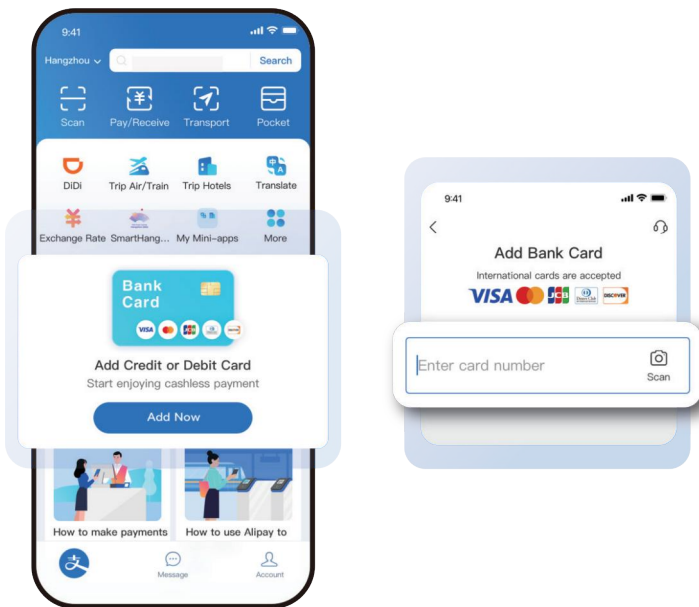 9:41
Hangzhou
Search
Scan
Pay/Receive
Transport
Pocket
DiDi
Trip Air/Train
Trip Hotels
Translate
Exchange Rate
SmartHang...
My Mini-apps
More
Bank
Card
VISA
JCB
Add Credit or Debit Card
Start enjoying cashless payment
Add Now
How to make payments
How to use Alipay to
Message
Account
9:41
Add Bank Card
International cards are accepted
VISA
JCB
Diners Club
DISCOVER
Enter card number
Scan